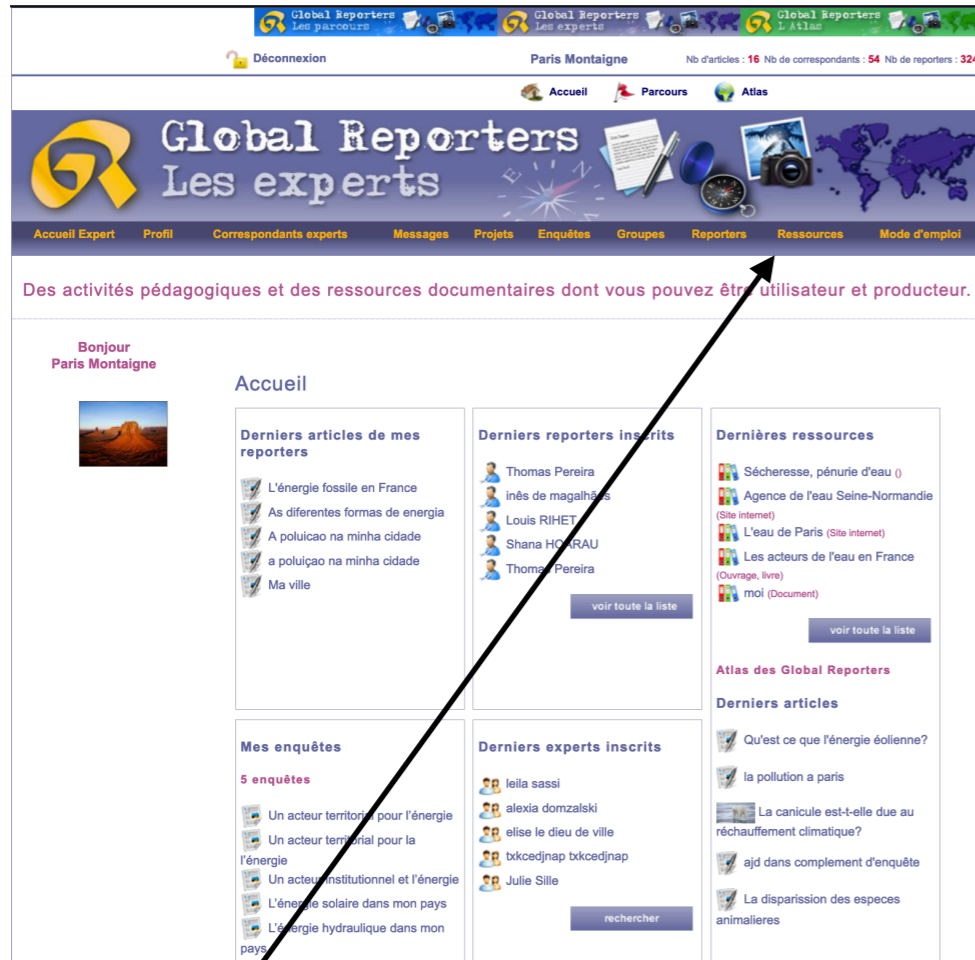 Global Reporters
Les parcours
Global Reporters
Les experts
Global Reporters
L Atlas
Déconnexion
Paris Montaigne
Nb d'articles : 16 Nb de correspondants : 54 Nb de reporters : 324
Accueil
Parcours
Atlas
Global Reporters
Les experts
Accueil Expert
Profil
Correspondants experts
Messages
Projets
Enquêtes
Groupes
Reporters
Ressources
Mode d'emploi
Des activités pédagogiques et des ressources documentaires dont vous pouvez être utilisateur et producteur.
Bonjour
Paris Montaigne
Accueil
Derniers articles de mes
reporters
L'énergie fossile en France
As diferentes formas de energia
A poluicao na minha cidade
a poluiçao na minha cidade
Ma ville
Derniers reporters inscrits
Thomas Pereira
inês de magalhães
Louis RIHET
Shana HOARAU
Thomas Pereira
voir toute la liste
Dernières ressources
Sécheresse, pénurie d'eau ()
Agence de l'eau Seine-Normandie
(Site internet)
L'eau de Paris (Site internet)
Les acteurs de l'eau en France
(Ouvrage, livre)
moi (Document)
voir toute la liste
Atlas des Global Reporters
Derniers articles
Qu'est ce que l'énergie éolienne?
la pollution a paris
La canicule est-t-elle due au
réchauffement climatique?
ajd dans complement d'enquête
La disparission des especes
animalieres
Mes enquêtes
5 enquêtes
Un acteur territorial pour l'énergie
Un acteur territorial pour la
l'énergie
Un acteur institutionnel et l'énergie
L'énergie solaire dans mon pays
L'énergie hydraulique dans mon
pays
Derniers experts inscrits
leila sassi
alexia domzalski
elise le dieu de ville
txkcedjnap txkcedjnap
Julie Sille
rechercher